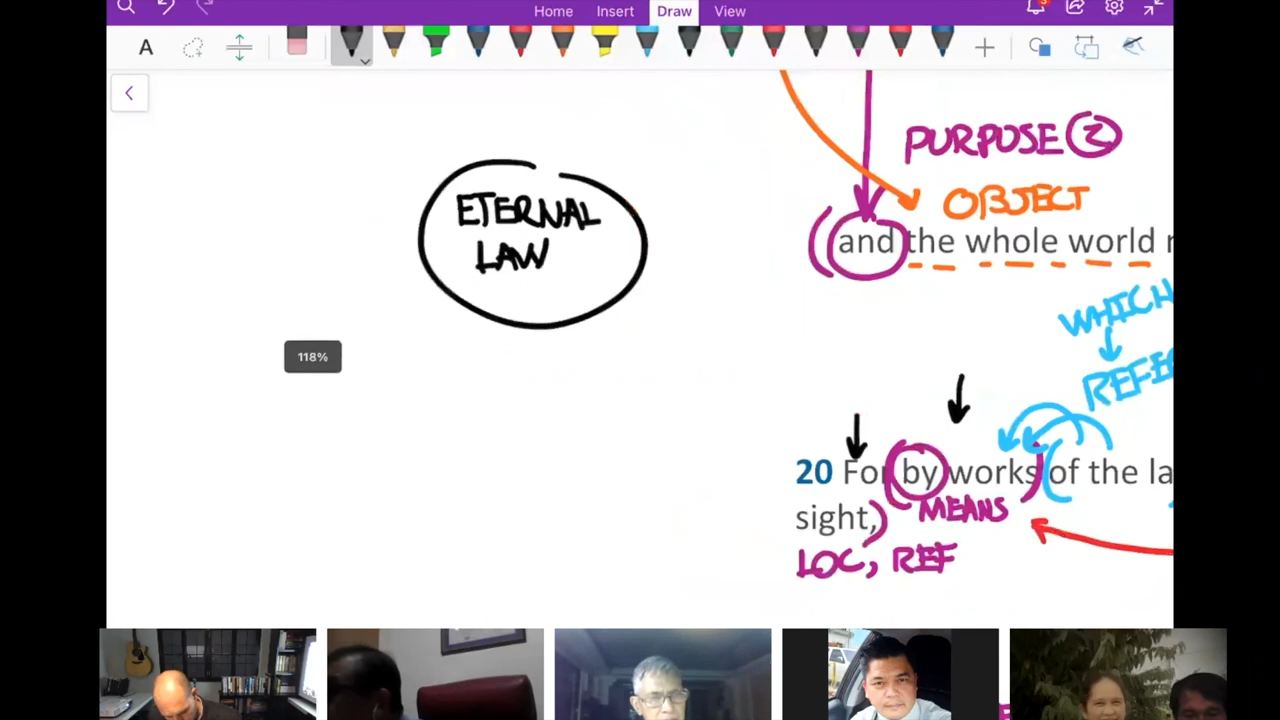 Home Insert Draw View
A
118%
ETERNAL
LAW
PURPOSE 2
OBJECT
and the whole world
WHICH
20 For by works of the la
sight,
MEANS
LOC, REF